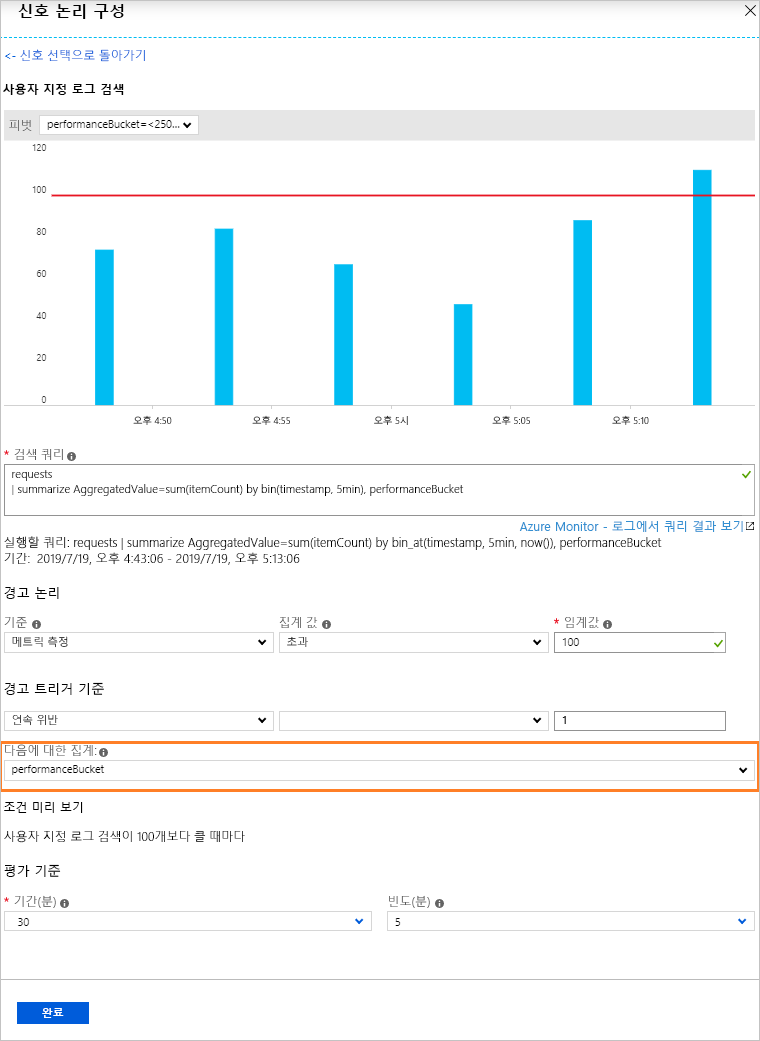 신호 논리 구성
<- 신호 선택으로 돌아가기
사용자 지정 로그 검색
피벗 performanceBucket=<250...
120
100
80
60
40
20
0
오후 4:50 오후 4:55 오후 5시 오후 5:05 오후 5:10
* 검색 쿼리
requests
| summarize AggregatedValue=sum(itemCount) by bin(timestamp, 5min), performanceBucket
Azure Monitor - 로그에서 쿼리 결과 보기
실행할 쿼리: requests | summarize AggregatedValue=sum(itemCount) by bin_at(timestamp, 5min, now()), performanceBucket
기간: 2019/7/19, 오후 4:43:06 - 2019/7/19, 오후 5:13:06
경고 논리
기준 집계 값 * 임계값
메트릭 측정 초과 100
경고 트리거 기준
연속 위반 1
다음에 대한 집계:
performanceBucket
조건 미리 보기
사용자 지정 로그 검색이 100개보다 클 때마다
평가 기준
* 기간(분) 빈도(분)
30 5
완료